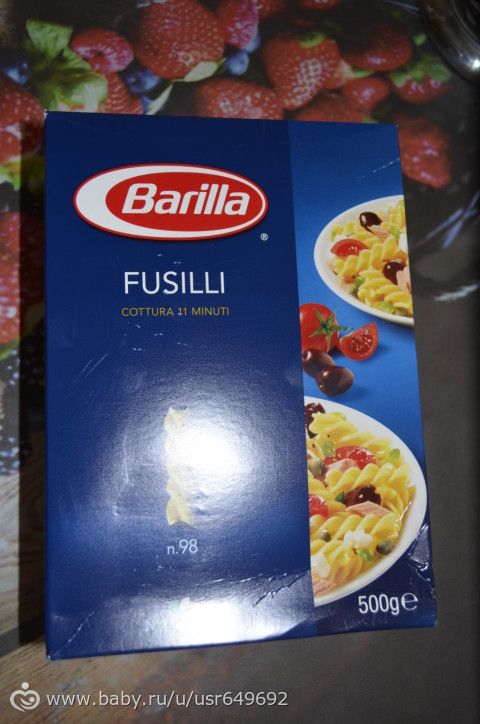 Barilla
®
FUSILLI
COTTURA 11 MINUTI
n.98
500g e
www.baby.ru/u/usr649692